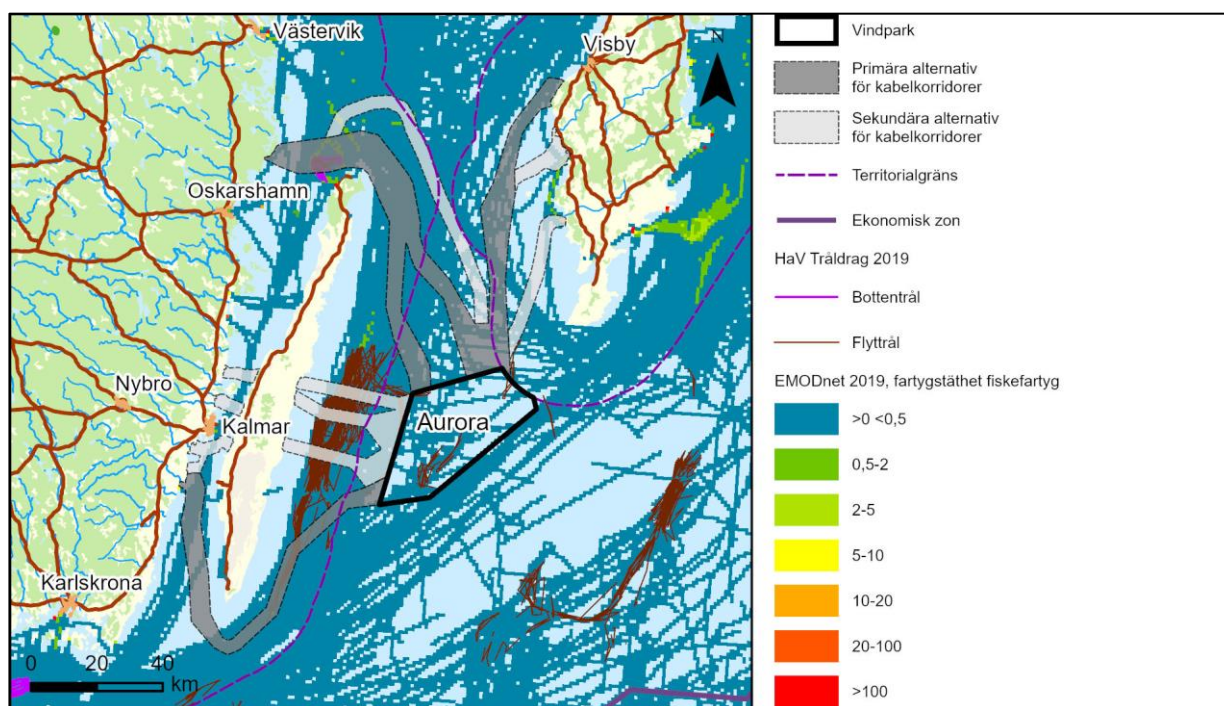 Västervik
Visby
N
Oskarshamn
Nybro
Kalmar
Aurora
Karlskrona
0 20 40
km
Vindpark
Primära alternativ
för kabelkorridorer
Sekundära alternativ
för kabelkorridorer
Territorialgräns
Ekonomisk zon
HaV Tråldrag 2019
Bottentrål
Flyttrål
EMODnet 2019, fartygstäthet fiskefartyg
>0 <0,5
0,5-2
2-5
5-10
10-20
20-100
>100